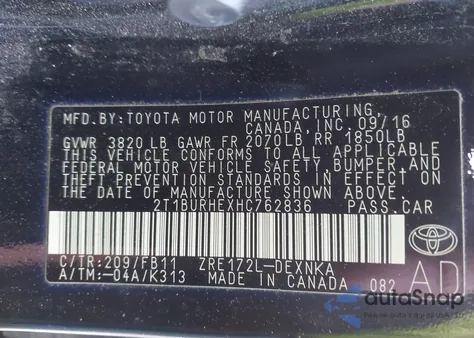 MFD. BY: TOYOTA MOTOR MANUFACTURING
CANADA, INC. 09/16
GVWR 3820 LB GAWR FR 2070LB RR 1850LB
THIS VEHICLE CONFORMS TO ALL APPLICABLE
FEDERAL MOTOR VEHICLE SAFETY, BUMPER, AND
THEFT PREVENTION STANDARDS IN EFFECT ON
THE DATE OF MANUFACTURE SHOWN ABOVE.
2T1BURHEXHC762836 PASS.CAR
C/TR:209/FB11 ZRE172L-DEXNKA
A/TM:-04A/K313 MADE IN CANADA 082
TOYOTA
AD
autoSnap